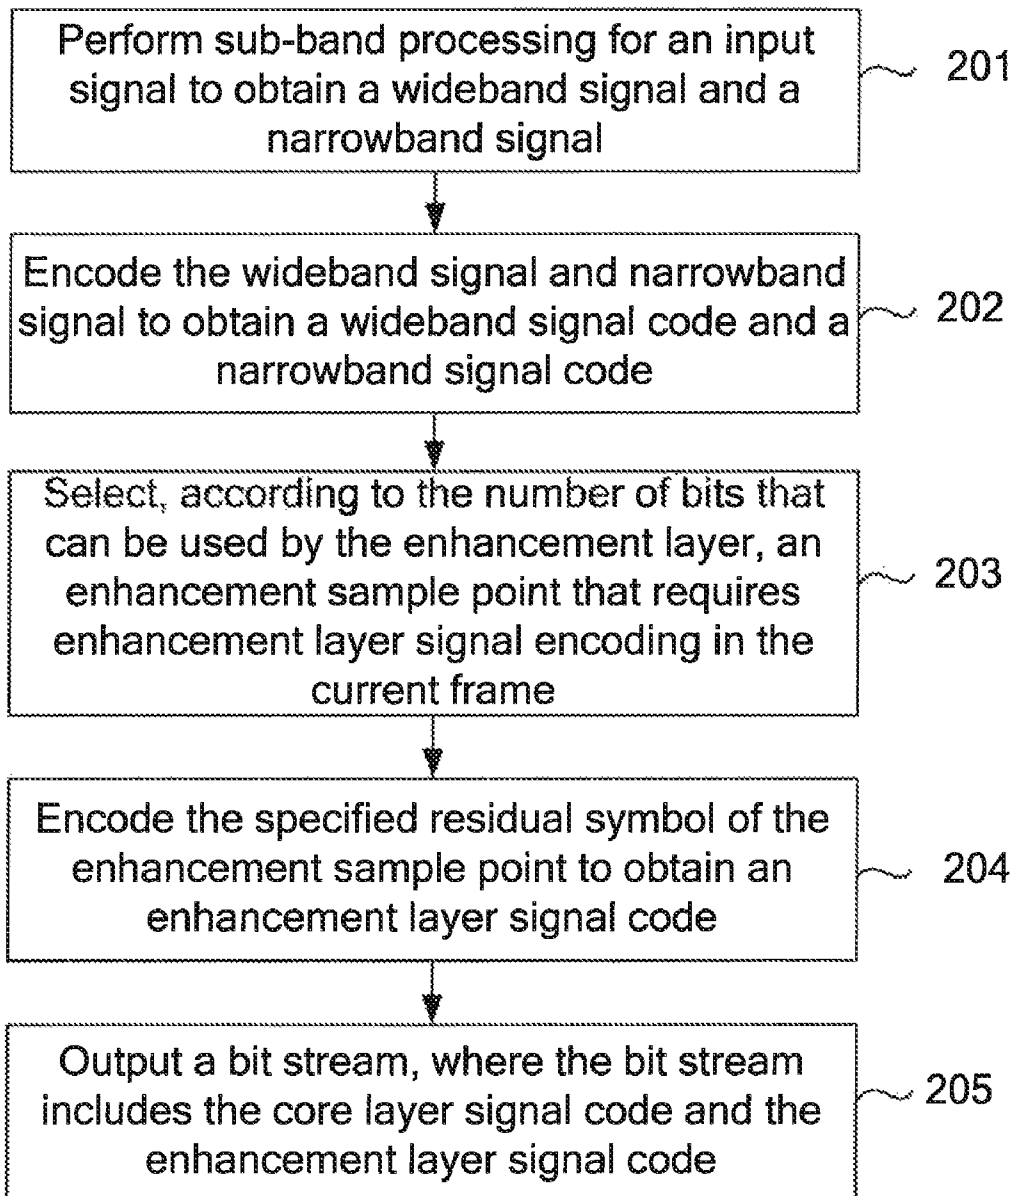 Perform sub-band processing for an input
signal to obtain a wideband signal and a
narrowband signal
201
Encode the wideband signal and narrowband
signal to obtain a wideband signal code and a
narrowband signal code
202
Select, according to the number of bits that
can be used by the enhancement layer, an
enhancement sample point that requires
enhancement layer signal encoding in the
current frame
203
Encode the specified residual symbol of the
enhancement sample point to obtain an
enhancement layer signal code
204
Output a bit stream, where the bit stream
includes the core layer signal code and the
enhancement layer signal code
205